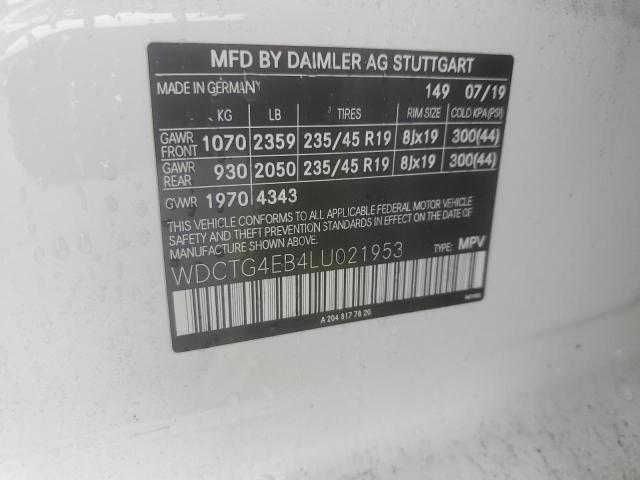 MFD BY DAIMLER AG STUTTGART
MADE IN GERMANY 149 07/19
KG LB TIRES RIM SIZE COLD KPA(PSI)
GAWR FRONT 1070 2359 235/45 R19 8Jx19 300(44)
GAWR REAR 930 2050 235/45 R19 8Jx19 300(44)
GVWR 1970 4343
THIS VEHICLE CONFORMS TO ALL APPLICABLE FEDERAL MOTOR VEHICLE
SAFETY AND THEFT PREVENTION STANDARDS IN EFFECT ON THE DATE OF
MANUFACTURE SHOWN ABOVE.
WDCTG4EB4LU021953 TYPE: MPV
A 204 817 78 20